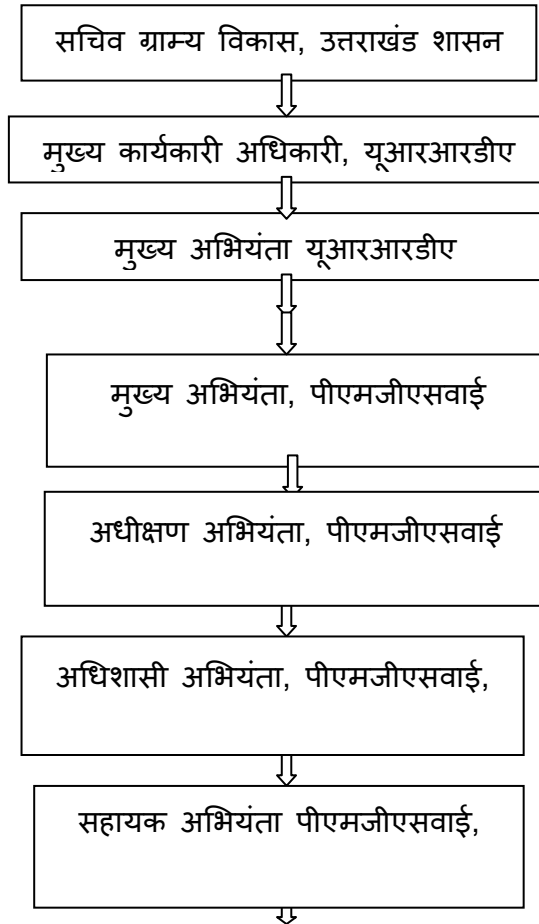 सचिव ग्राम्य विकास, उत्तराखंड शासन
मुख्य कार्यकारी अधिकारी, यूआरआरडीए
मुख्य अभियंता यूआरआरडीए
मुख्य अभियंता, पीएमजीएसवाई
अधीक्षण अभियंता, पीएमजीएसवाई
अधिशासी अभियंता, पीएमजीएसवाई,
सहायक अभियंता पीएमजीएसवाई,